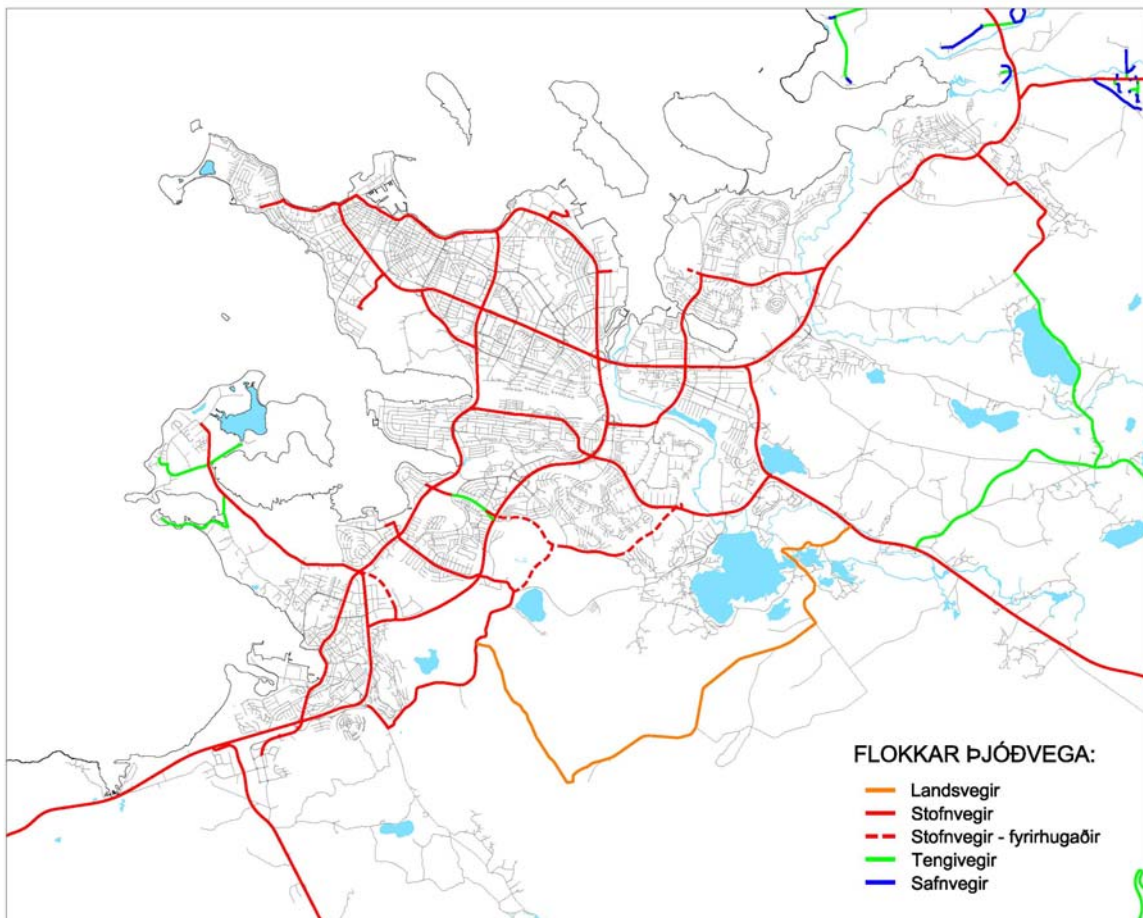 FLOKKAR ÞJÓÐVEGA:
Landsvegir
Stofnvegir
Stofnvegir - fyrirhugaðir
Tengivegir
Safnvegir